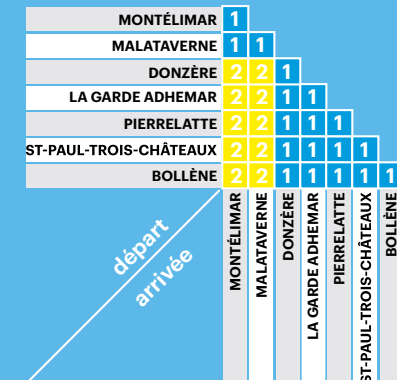 MONTÉLIMAR 1
MALATAVERNE 1 1
DONZÈRE 2 2 1
LA GARDE ADHEMAR 2 2 1 1
PIERRELATTE 2 2 1 1 1
ST-PAUL-TROIS-CHÂTEAUX 2 2 1 1 1 1
BOLLÈNE 2 2 1 1 1 1 1
départ
arrivée
MONTÉLIMAR
MALATAVERNE
DONZÈRE
LA GARDE ADHEMAR
PIERRELATTE
ST-PAUL-TROIS-CHÂTEAUX
BOLLÈNE